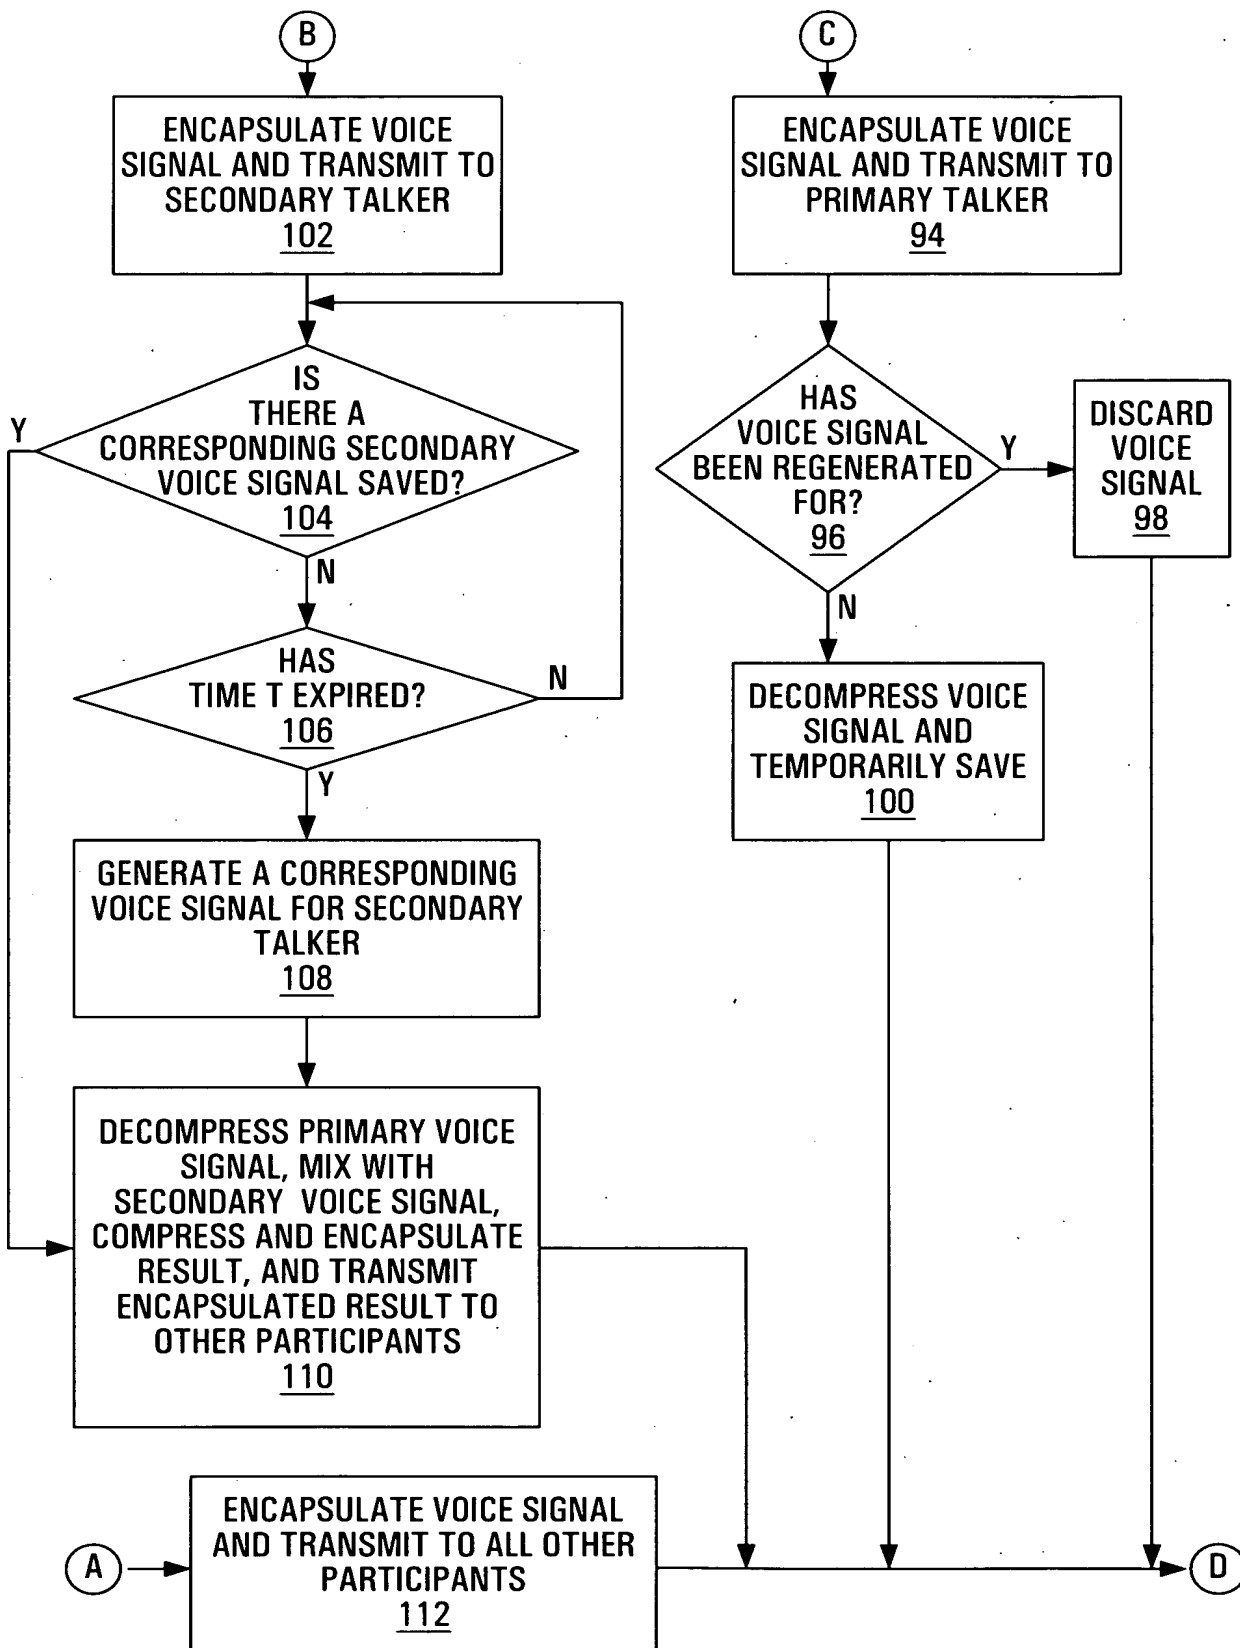 B
ENCAPSULATE VOICE
SIGNAL AND TRANSMIT TO
SECONDARY TALKER
102
IS
THERE A
CORRESPONDING SECONDARY
VOICE SIGNAL SAVED?
104
Y
N
HAS
TIME T EXPIRED?
106
N
Y
GENERATE A CORRESPONDING
VOICE SIGNAL FOR SECONDARY
TALKER
108
DECOMPRESS PRIMARY VOICE
SIGNAL, MIX WITH
SECONDARY VOICE SIGNAL,
COMPRESS AND ENCAPSULATE
RESULT, AND TRANSMIT
ENCAPSULATED RESULT TO
OTHER PARTICIPANTS
110
C
ENCAPSULATE VOICE
SIGNAL AND TRANSMIT TO
PRIMARY TALKER
94
HAS
VOICE SIGNAL
BEEN REGENERATED
FOR?
96
Y
DISCARD
VOICE
SIGNAL
98
N
DECOMPRESS VOICE
SIGNAL AND
TEMPORARILY SAVE
100
A
ENCAPSULATE VOICE SIGNAL
AND TRANSMIT TO ALL OTHER
PARTICIPANTS
112
D